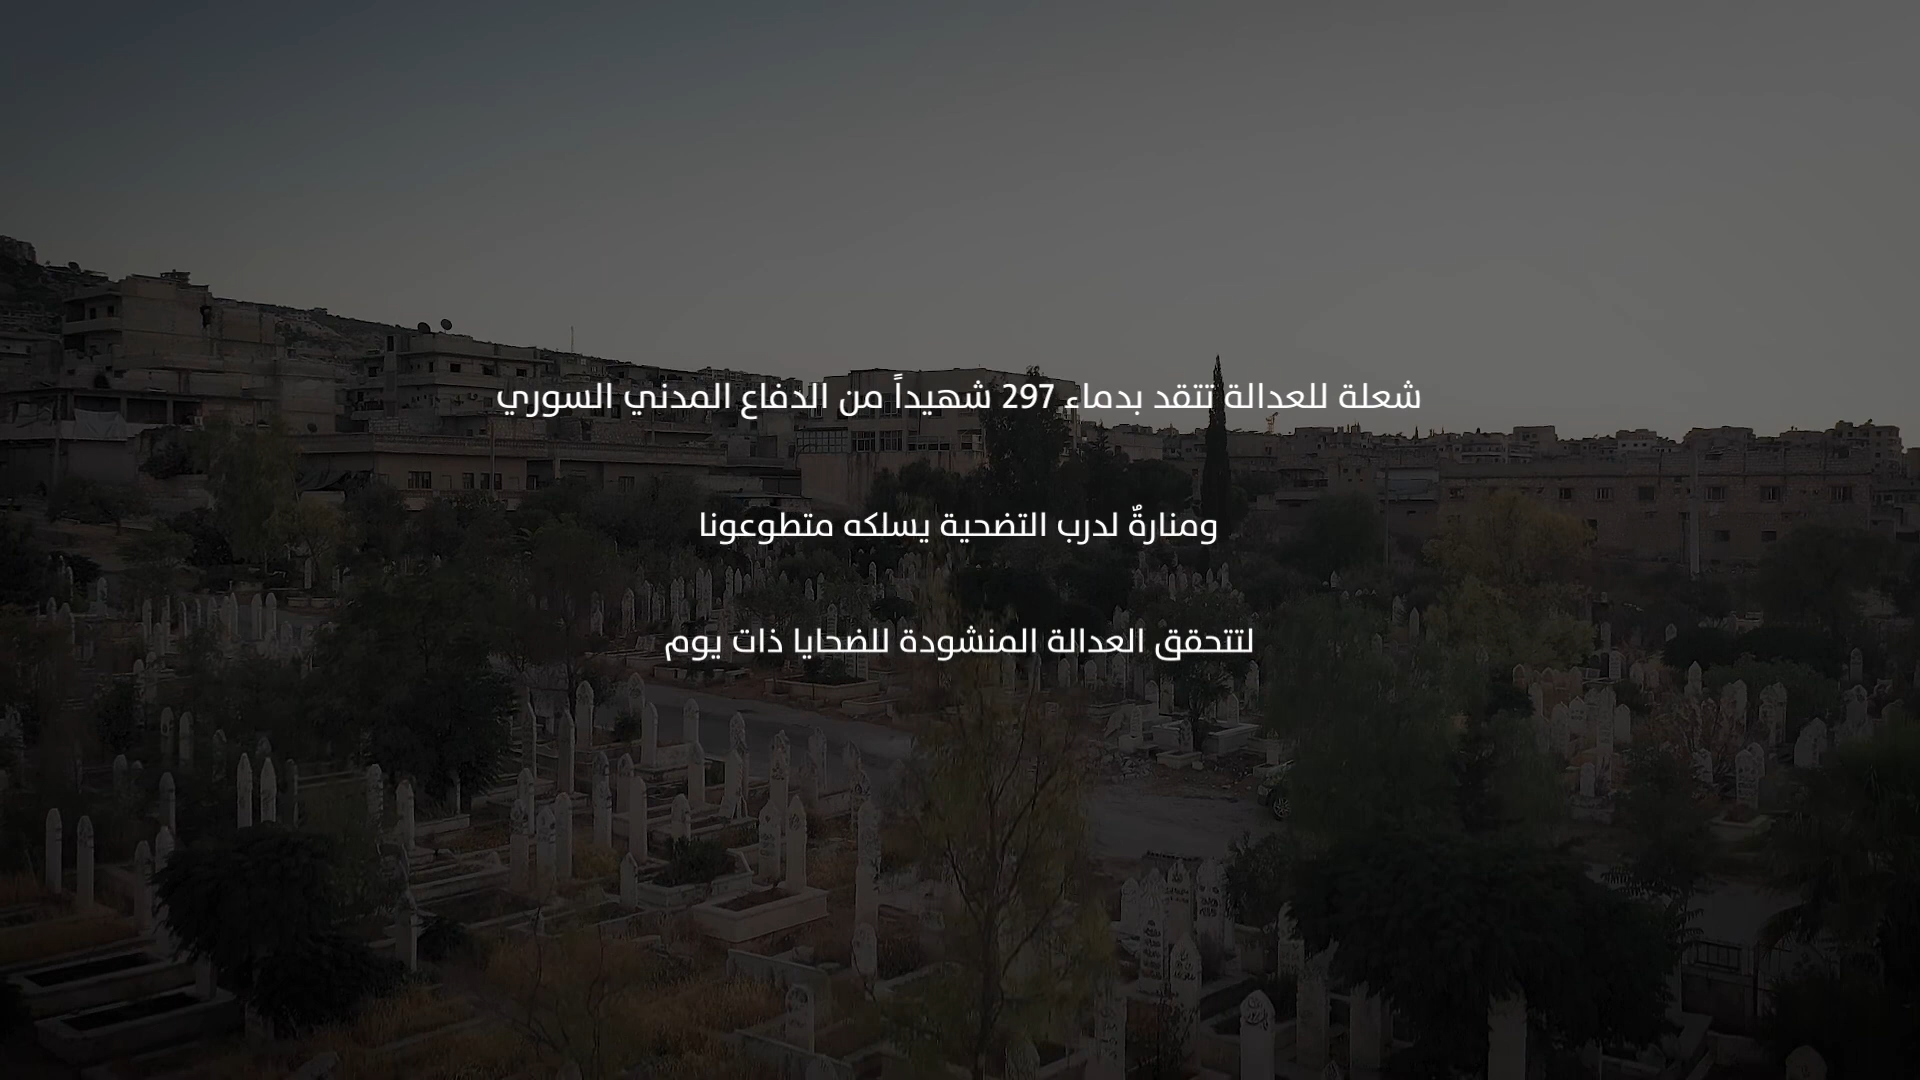 شعلة للعدالة تتقد بدماء 297 شهيداً من الدفاع المدني السوري
ومنارةٌ لدرب التضحية يسلكه متطوعونا
لتتحقق العدالة المنشودة للضحايا ذات يوم